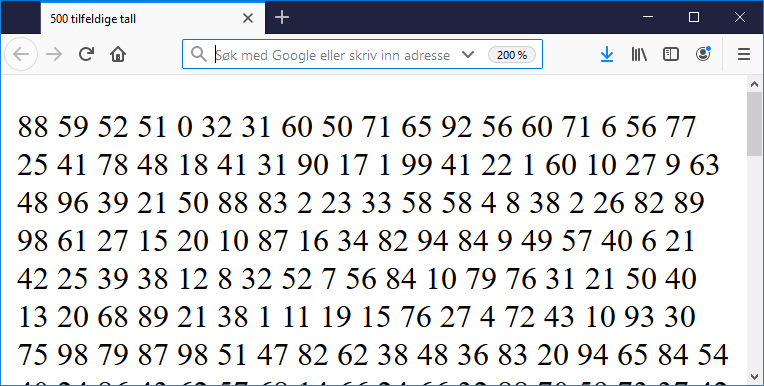 500 tilfeldige tall
Søk med Google eller skriv inn adresse 200 %
88 59 52 51 0 32 31 60 50 71 65 92 56 60 71 6 56 77
25 41 78 48 18 41 31 90 17 1 99 41 22 1 60 10 27 9 63
48 96 39 21 50 88 83 2 23 33 58 58 4 8 38 2 26 82 89
98 61 27 15 20 10 87 16 34 82 94 84 9 49 57 40 6 21
42 25 39 38 12 8 32 52 7 56 84 10 79 76 31 21 50 40
13 20 68 89 21 38 1 11 19 15 76 27 4 72 43 10 93 30
75 98 79 87 98 51 47 82 62 38 48 36 83 20 94 65 84 54